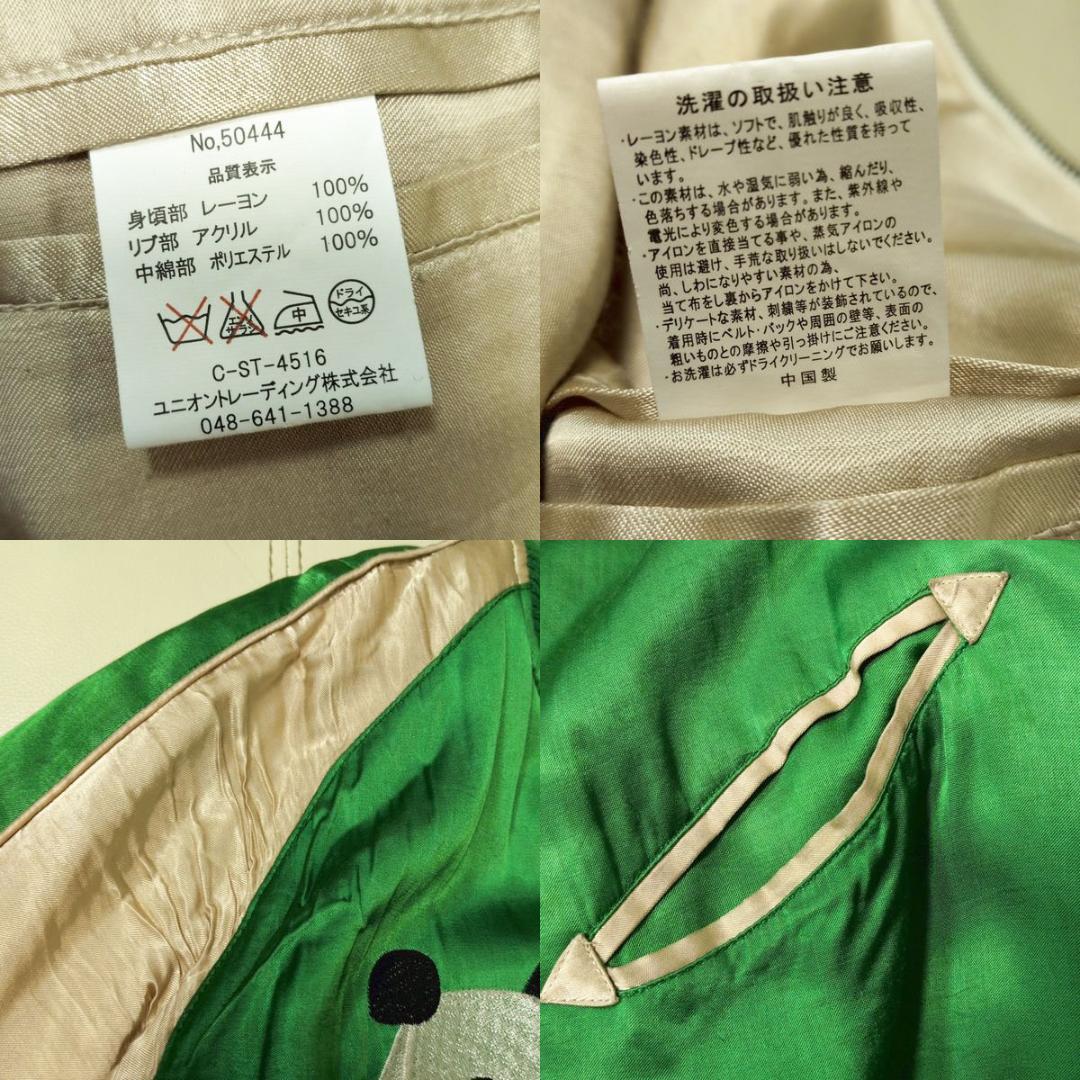 No,50444
品質表示
身頃部 レーヨン 100%
リブ部 アクリル 100%
中綿部 ポリエステル 100%
エンソサラシ
中
ドライ
セキユ系
C-ST-4516
ユニオントレーディング株式会社
048-641-1388
洗濯の取扱い注意
・レーヨン素材は、ソフトで、肌触りが良く、吸収性、
染色性、ドレープ性など、優れた性質を持って
います。
・この素材は、水や湿気に弱い為、縮んだり、
色落ちする場合があります。また、紫外線や
電光により変色する場合があります。
・アイロンを直接当てる事や、蒸気アイロンの
使用は避け、手荒な取り扱いはしないでください。
尚、しわになりやすい素材の為、
当て布をし裏からアイロンをかけて下さい。
・デリケートな素材、刺繍等が装飾されているので、
着用時にベルト・バックや周囲の壁等、表面の
粗いものとの摩擦や引っ掛けにご注意ください。
・お洗濯は必ずドライクリーニングでお願いします。
中国製